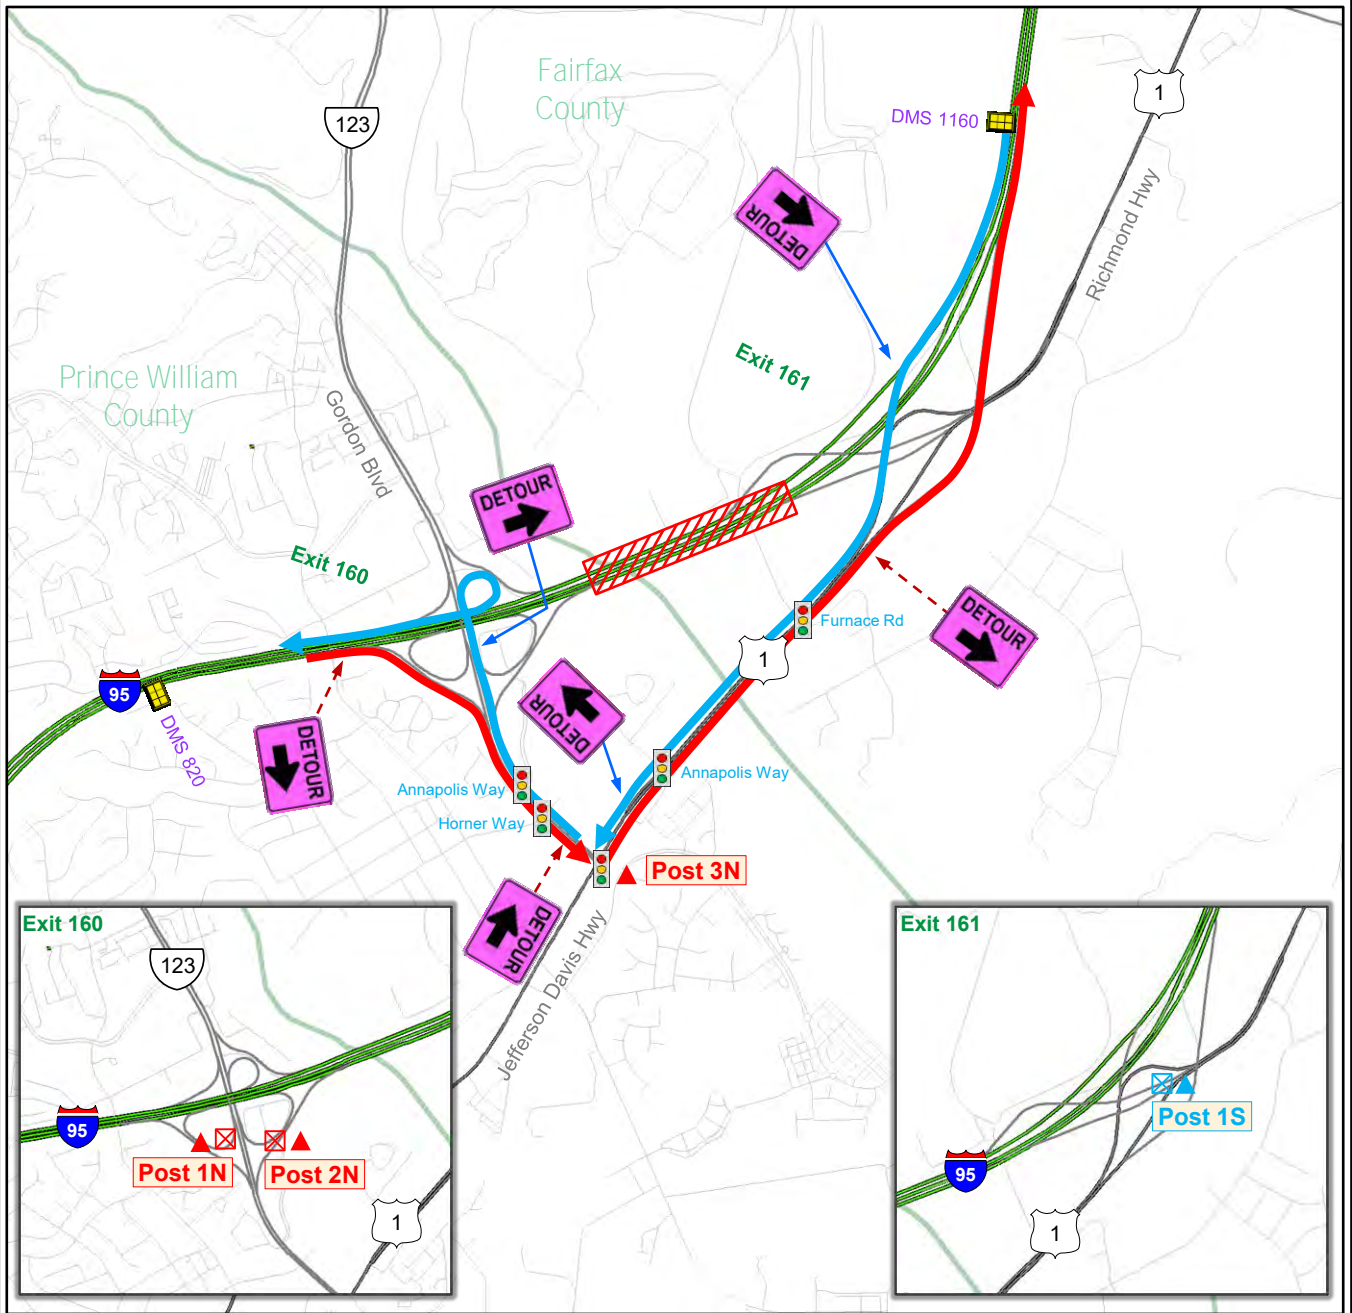 Fairfax
County
123
DMS 1160
1
DETOUR
Richmond Hwy
Exit 161
Prince William
County
Gordon Blvd
DETOUR
Exit 160
Furnace Rd
DETOUR
1
95
DMS 820
DETOUR
DETOUR
Annapolis Way
Annapolis Way
Horner Way
Post 3N
DETOUR
Jefferson Davis Hwy
Exit 160
123
95
Post 1N
Post 2N
1
Exit 161
Post 1S
95
1